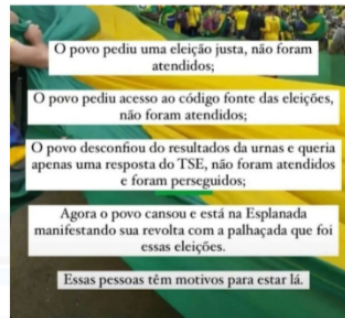 O povo pediu uma eleição justa, não foram
atendidos;
O povo pediu acesso ao código fonte das eleições,
não foram atendidos;
O povo desconfiou do resultados da urnas e queria
apenas uma resposta do TSE, não foram atendidos
e foram perseguidos;
Agora o povo cansou e está na Esplanada
manifestando sua revolta com a palhaçada que foi
essas eleições.
Essas pessoas têm motivos para estar lá.